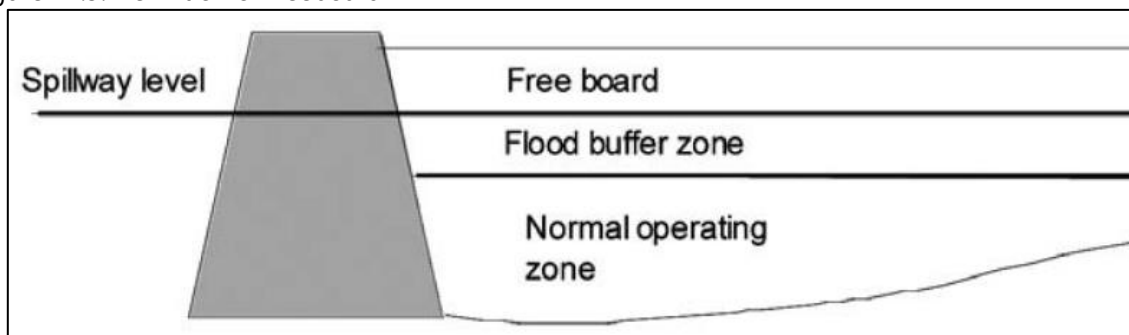 Spillway level
Free board
Flood buffer zone
Normal operating
zone